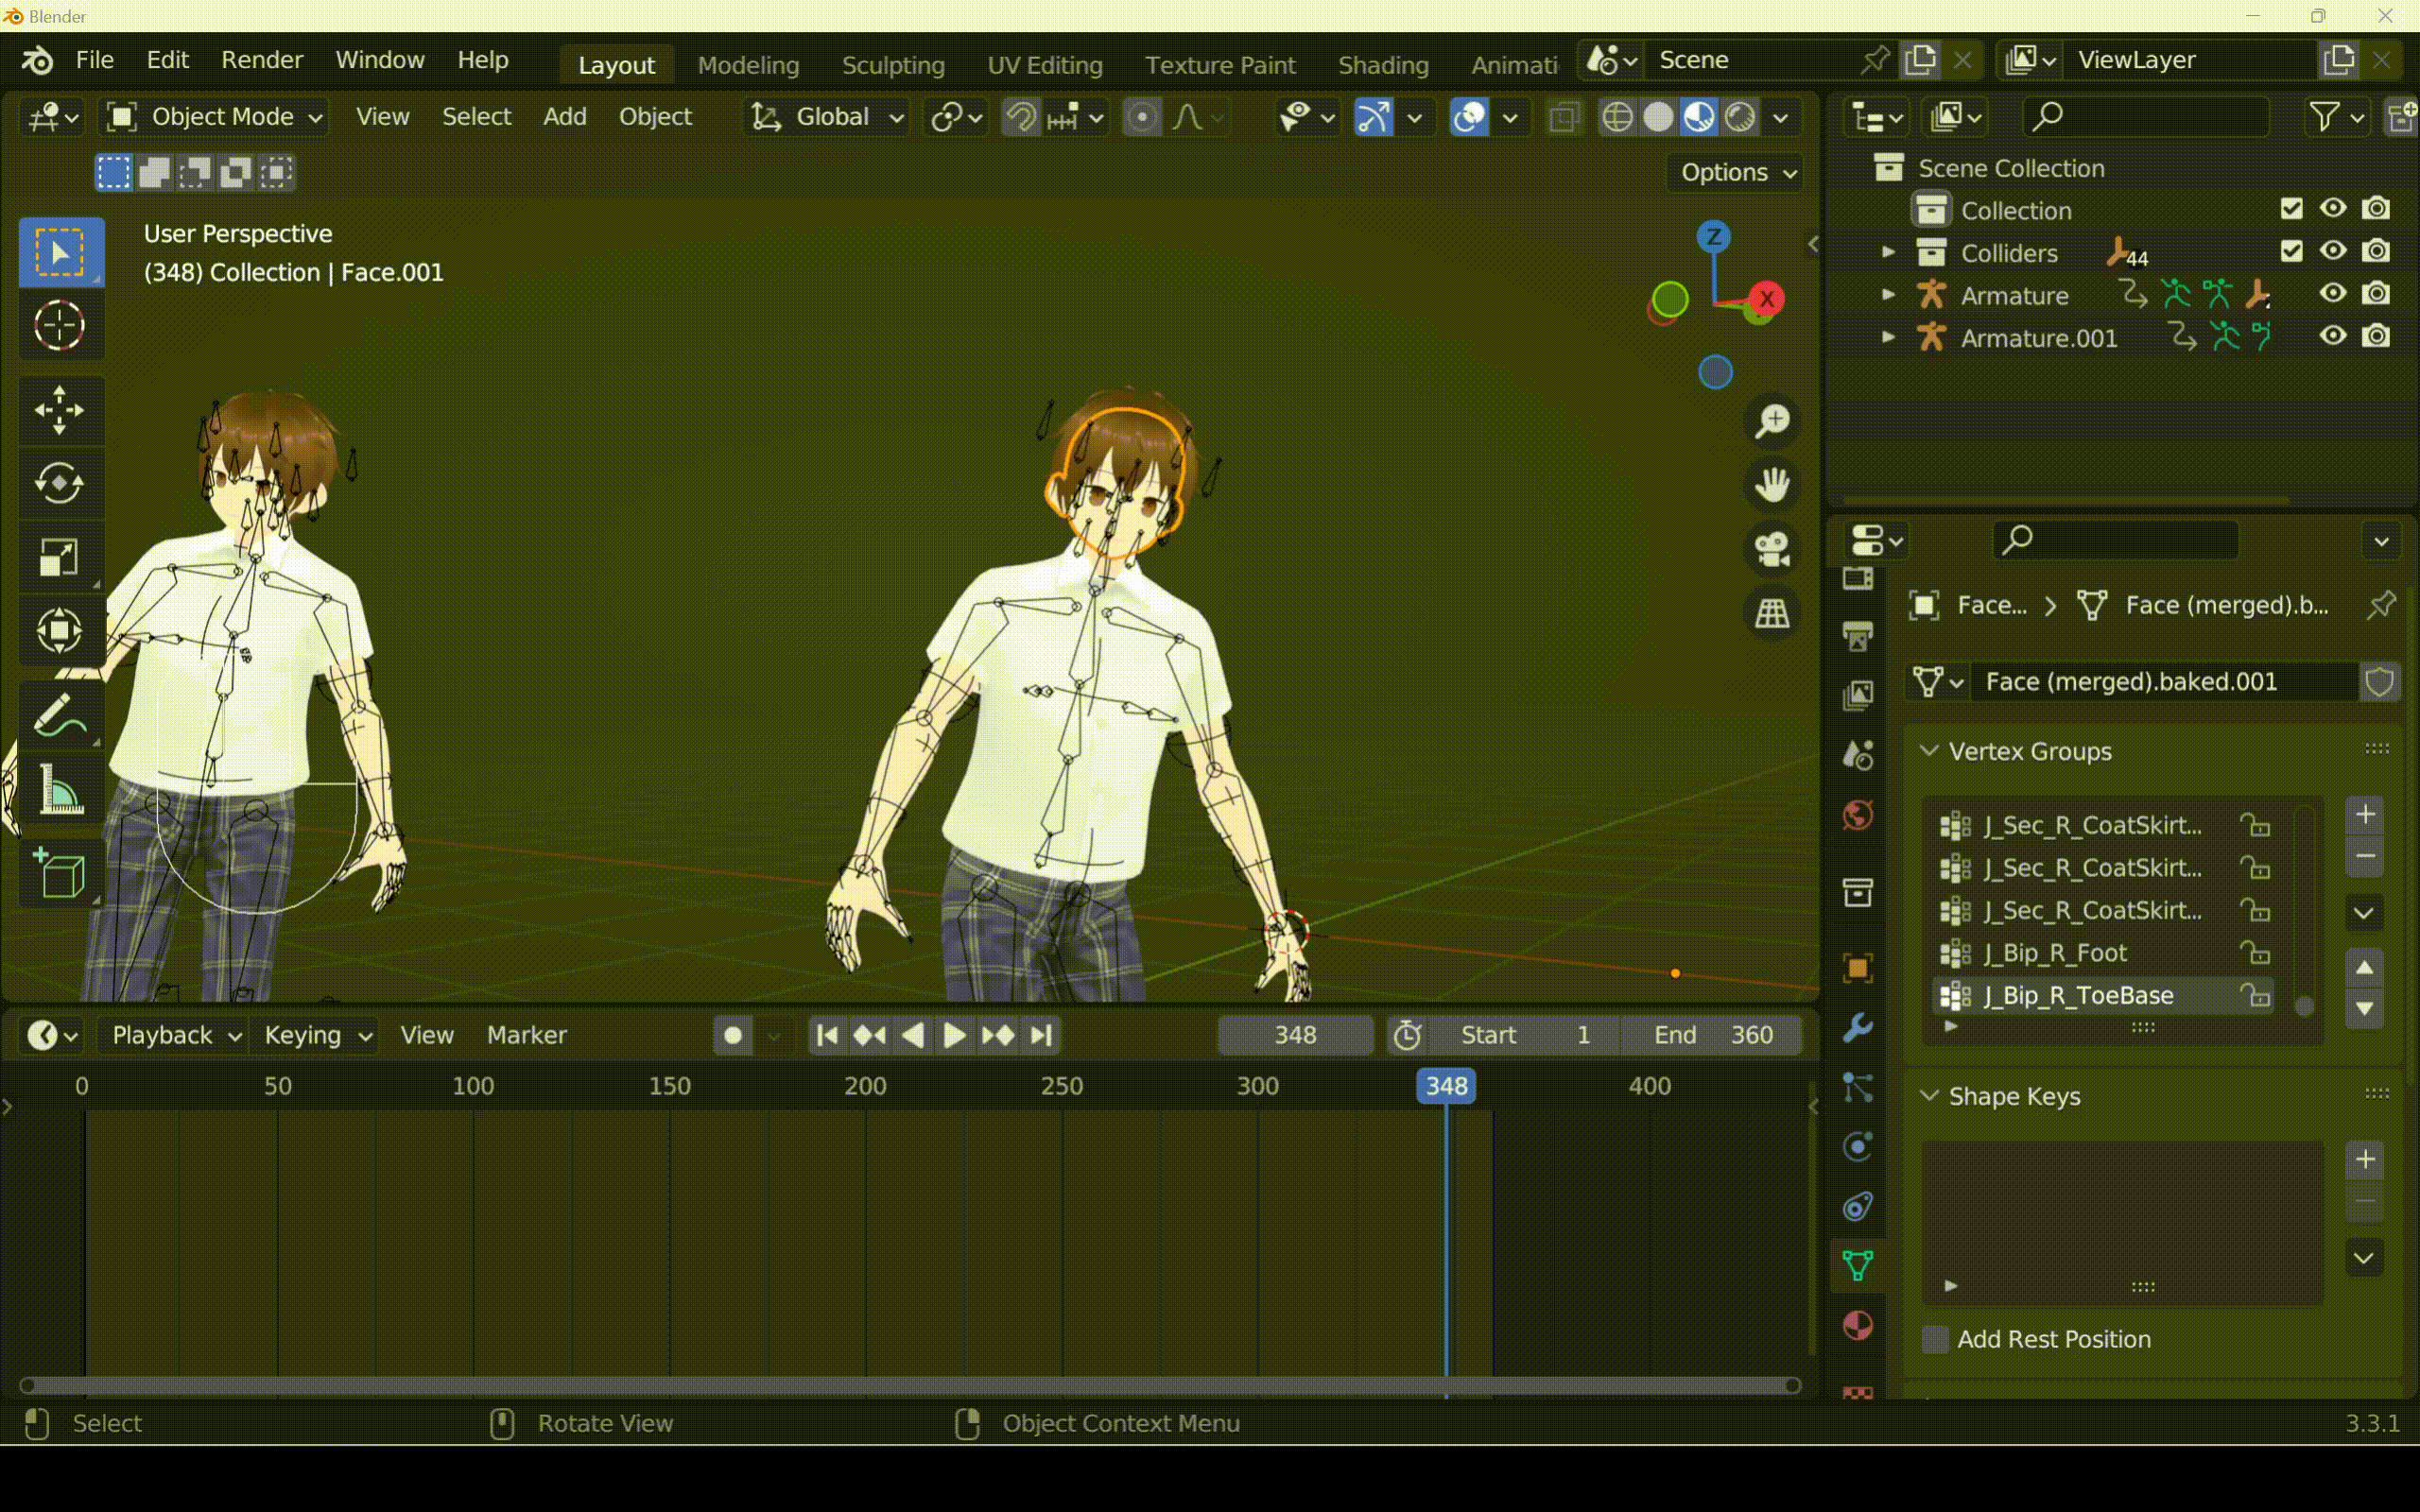 Blender
File Edit Render Window Help Layout Modeling Sculpting UV Editing Texture Paint Shading Animati Scene ViewLayer
Object Mode View Select Add Object Global
Options
User Perspective
(348) Collection | Face.001
Z
X
Scene Collection
Collection
Colliders 44
Armature
Armature.001
Face... Face (merged).b...
Face (merged).baked.001
Vertex Groups
J_Sec_R_CoatSkirt...
J_Sec_R_CoatSkirt...
J_Sec_R_CoatSkirt...
J_Bip_R_Foot
J_Bip_R_ToeBase
Shape Keys
Add Rest Position
Playback Keying View Marker 348 Start 1 End 360
0 50 100 150 200 250 300 348 400
Select Rotate View Object Context Menu 3.3.1